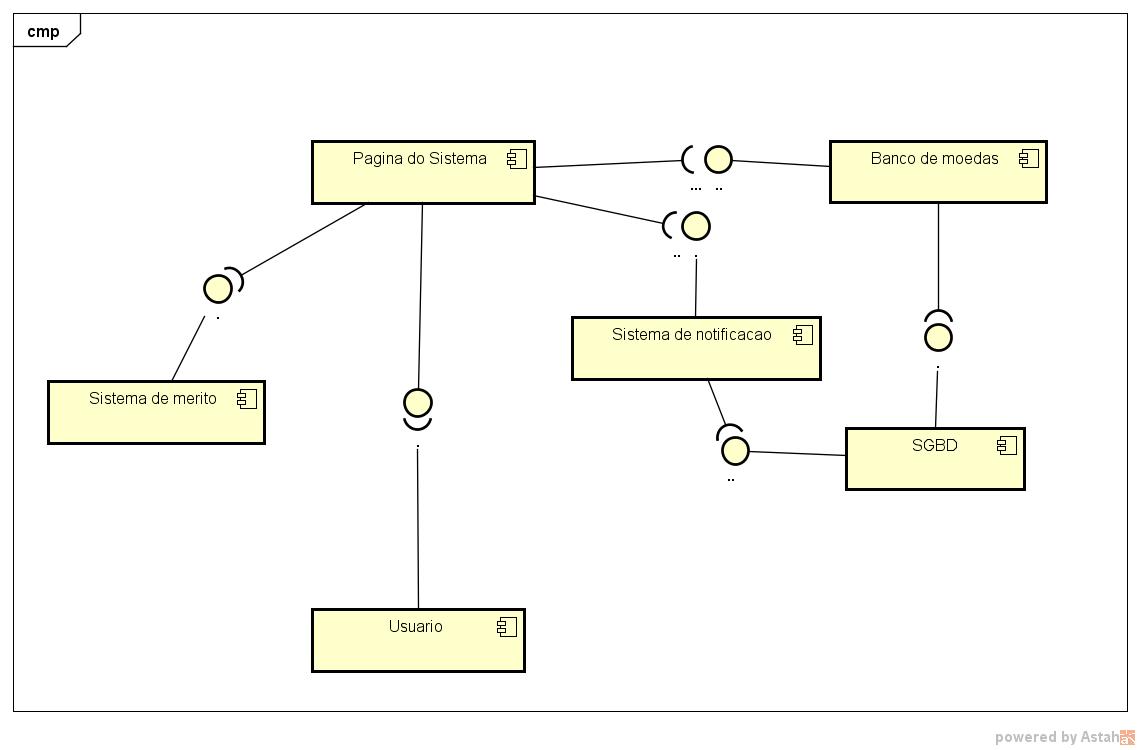 cmp
Pagina do Sistema
Banco de moedas
...
..
..
.
.
Sistema de notificacao
.
Sistema de merito
.
SGBD
..
Usuario
powered by Astah